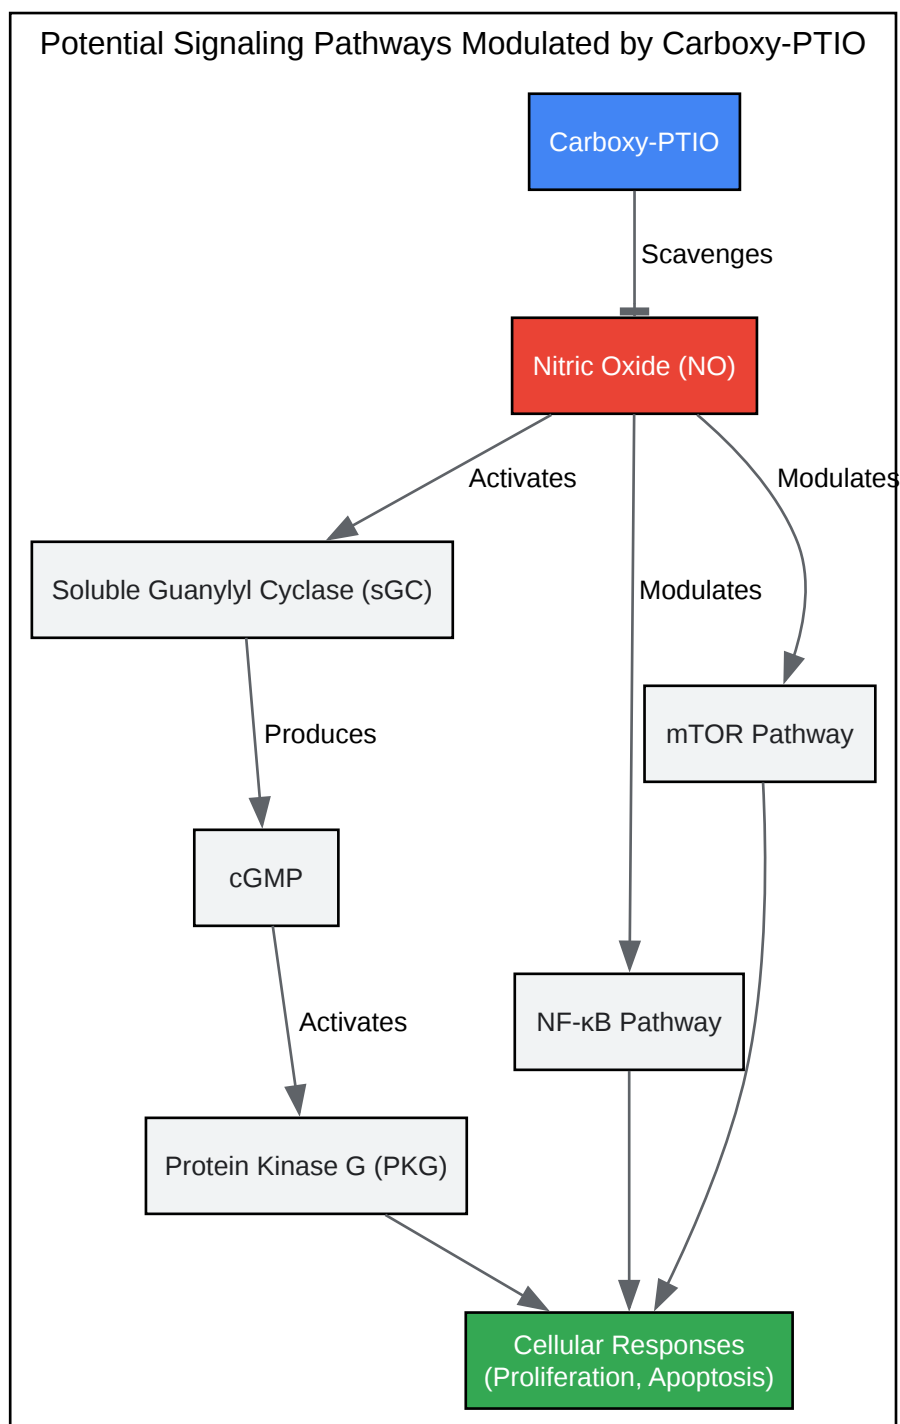 Potential Signaling Pathways Modulated by Carboxy-PTIO
Carboxy-PTIO
Scavenges
Nitric Oxide (NO)
Activates
Modulates
Soluble Guanylyl Cyclase (sGC)
Modulates
Produces
mTOR Pathway
cGMP
Activates
NF-κB Pathway
Protein Kinase G (PKG)
Cellular Responses
(Proliferation, Apoptosis)